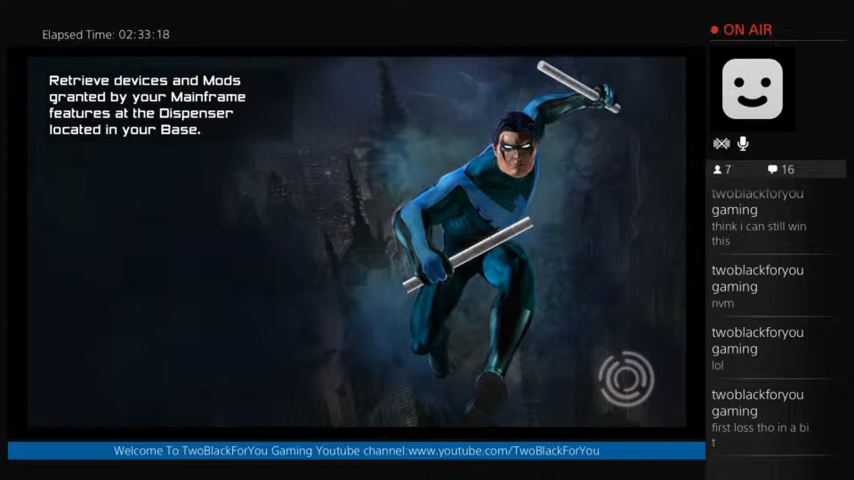 Elapsed Time: 02:33:18
ON AIR
Retrieve devices and Mods
granted by your Mainframe
features at the Dispenser
located in your Base.
7
16
twoblackforyou
gaming
think i can still win
this
twoblackforyou
gaming
nvm
twoblackforyou
gaming
lol
twoblackforyou
gaming
first loss tho in a bi
t
Welcome To TwoBlackForYou Gaming Youtube channel:www.youtube.com/TwoBlackForYou